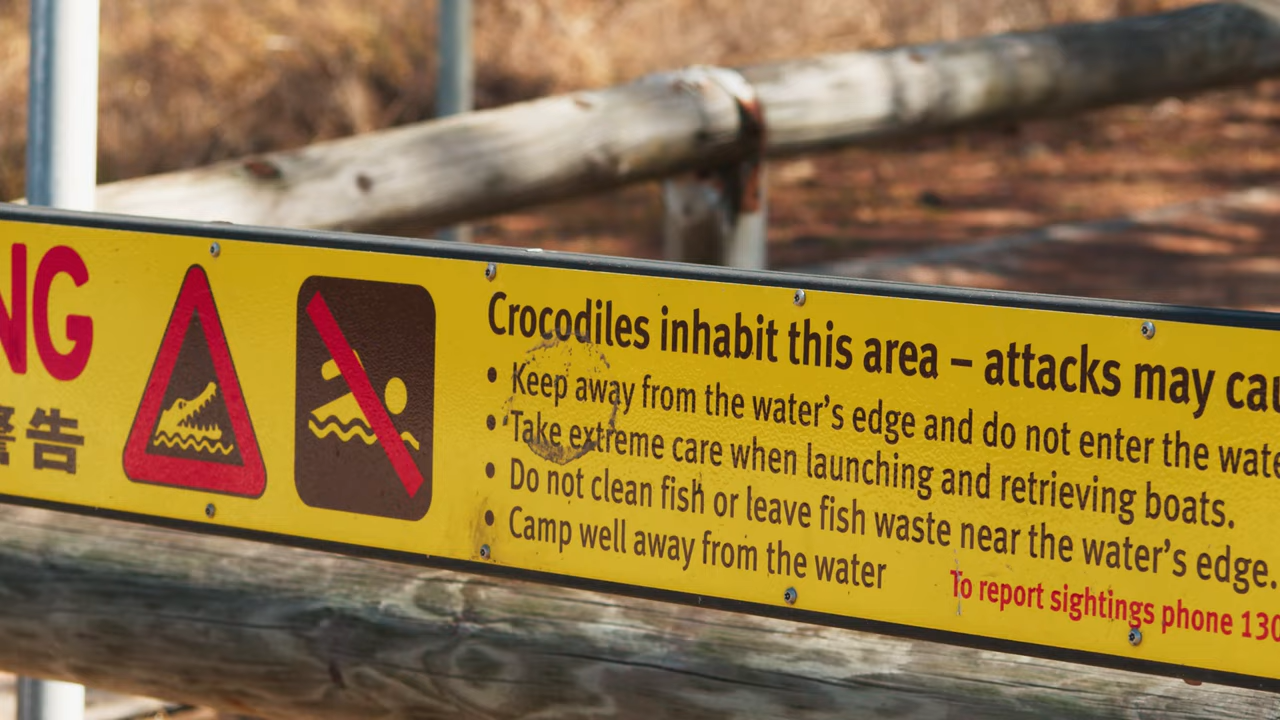 NG
警告
Crocodiles inhabit this area – attacks may cau
• Keep away from the water's edge and do not enter the wate
• Take extreme care when launching and retrieving boats.
• Do not clean fish or leave fish waste near the water's edge.
• Camp well away from the water
To report sightings phone 130